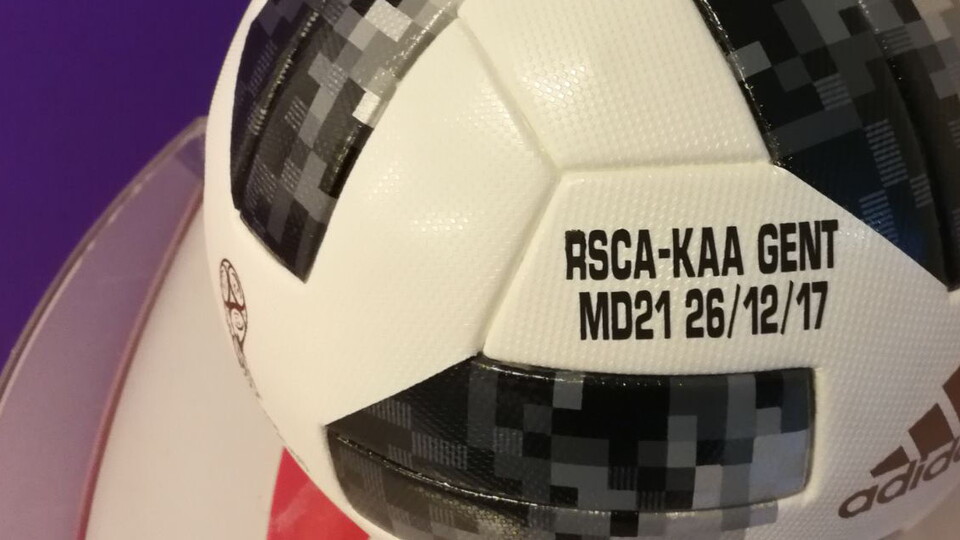 RSCA-KAA GENT
MD21 26/12/17
adidas